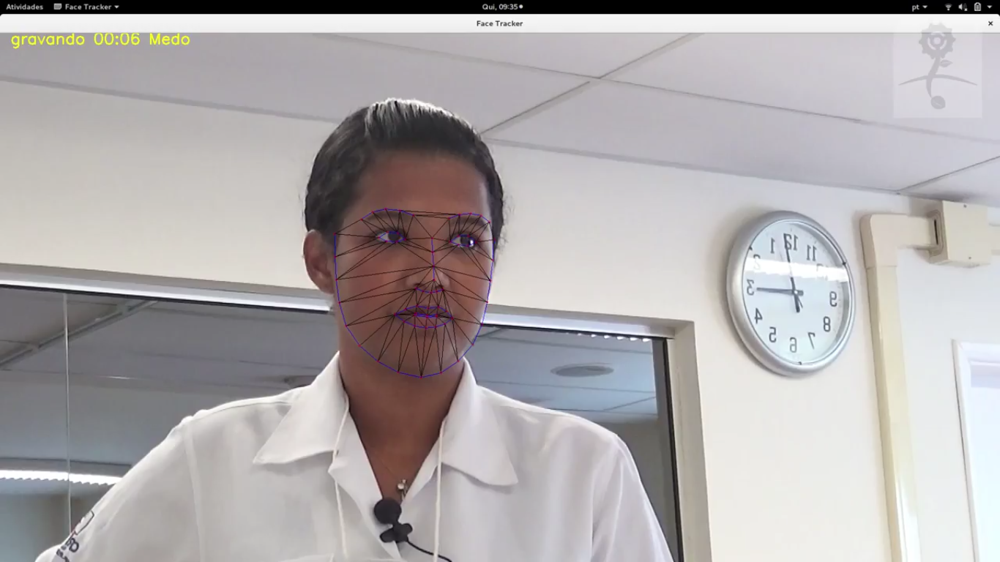 Atividades Face Tracker Qui, 09:35 pt
Face Tracker
gravando 00:06 Medo
12
1 11
2
3 9
4 8
5 7
6